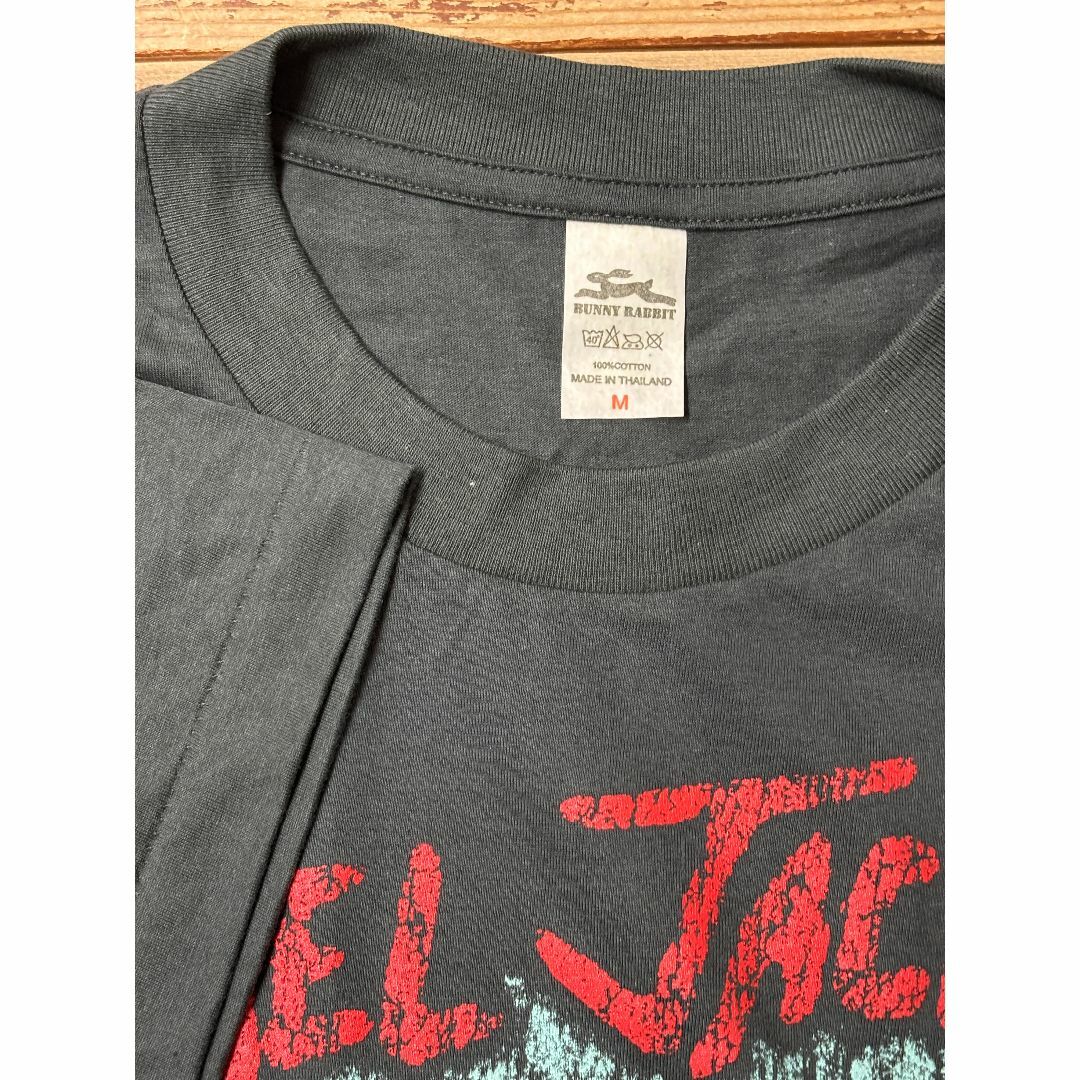 BUNNY RABBIT
40°
100%COTTON
MADE IN THAILAND
M
EL JAC